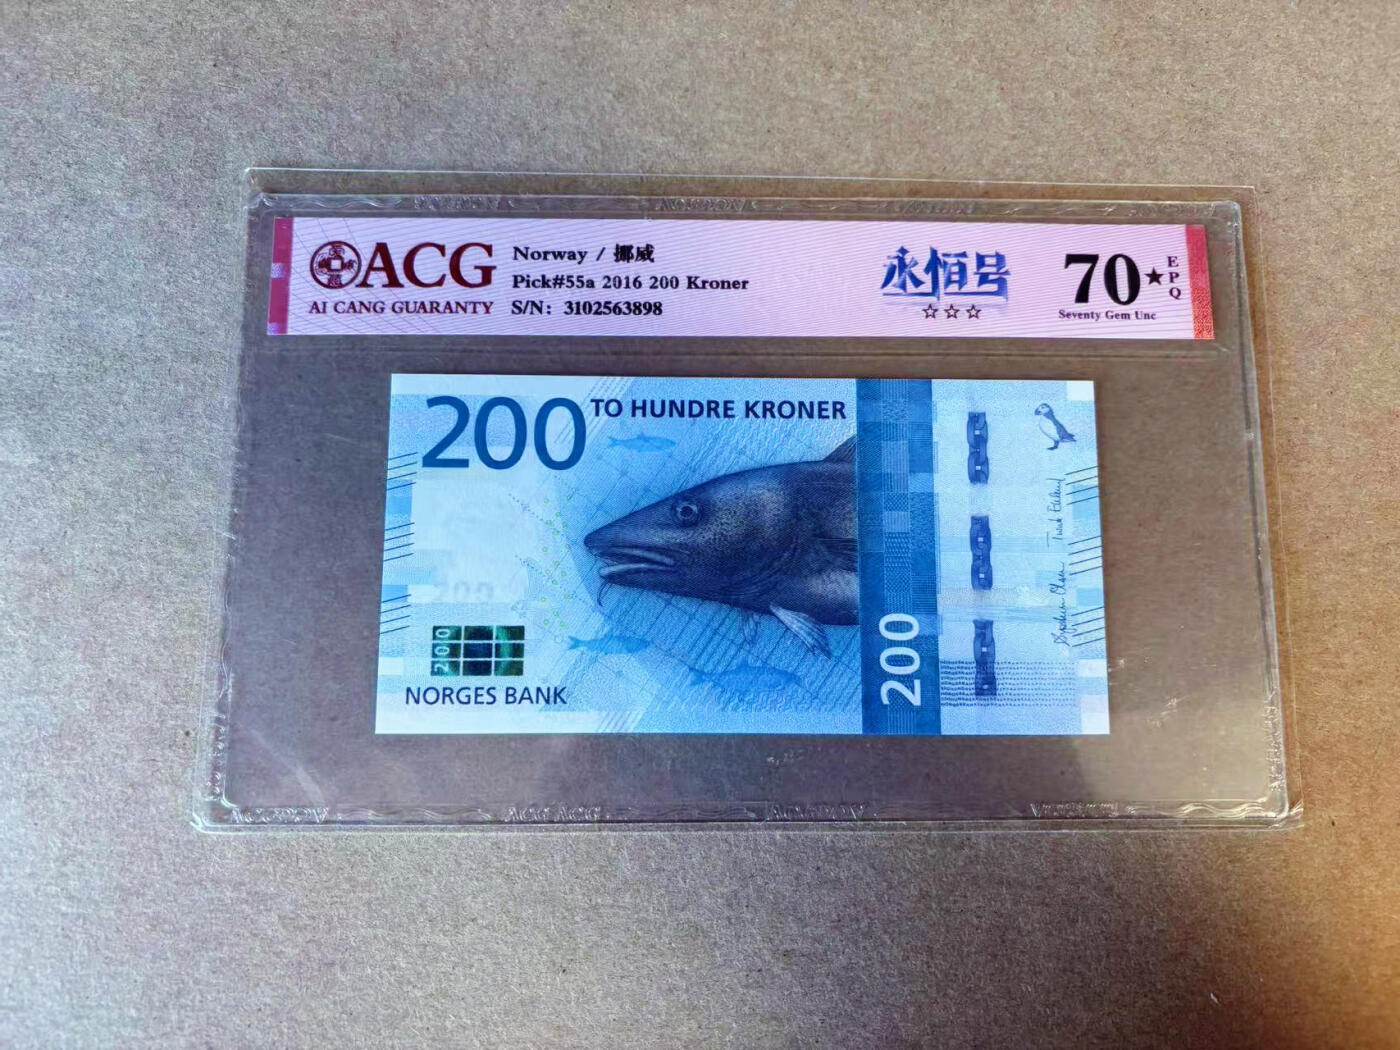 ACG
AI CANG GUARANTY
Norway / 挪威
Pick#55a 2016 200 Kroner
S/N: 3102563898
永恒号
☆☆☆
70★
EPQ
Seventy Gem Unc
200 TO HUNDRE KRONER
200
200
NORGES BANK
200